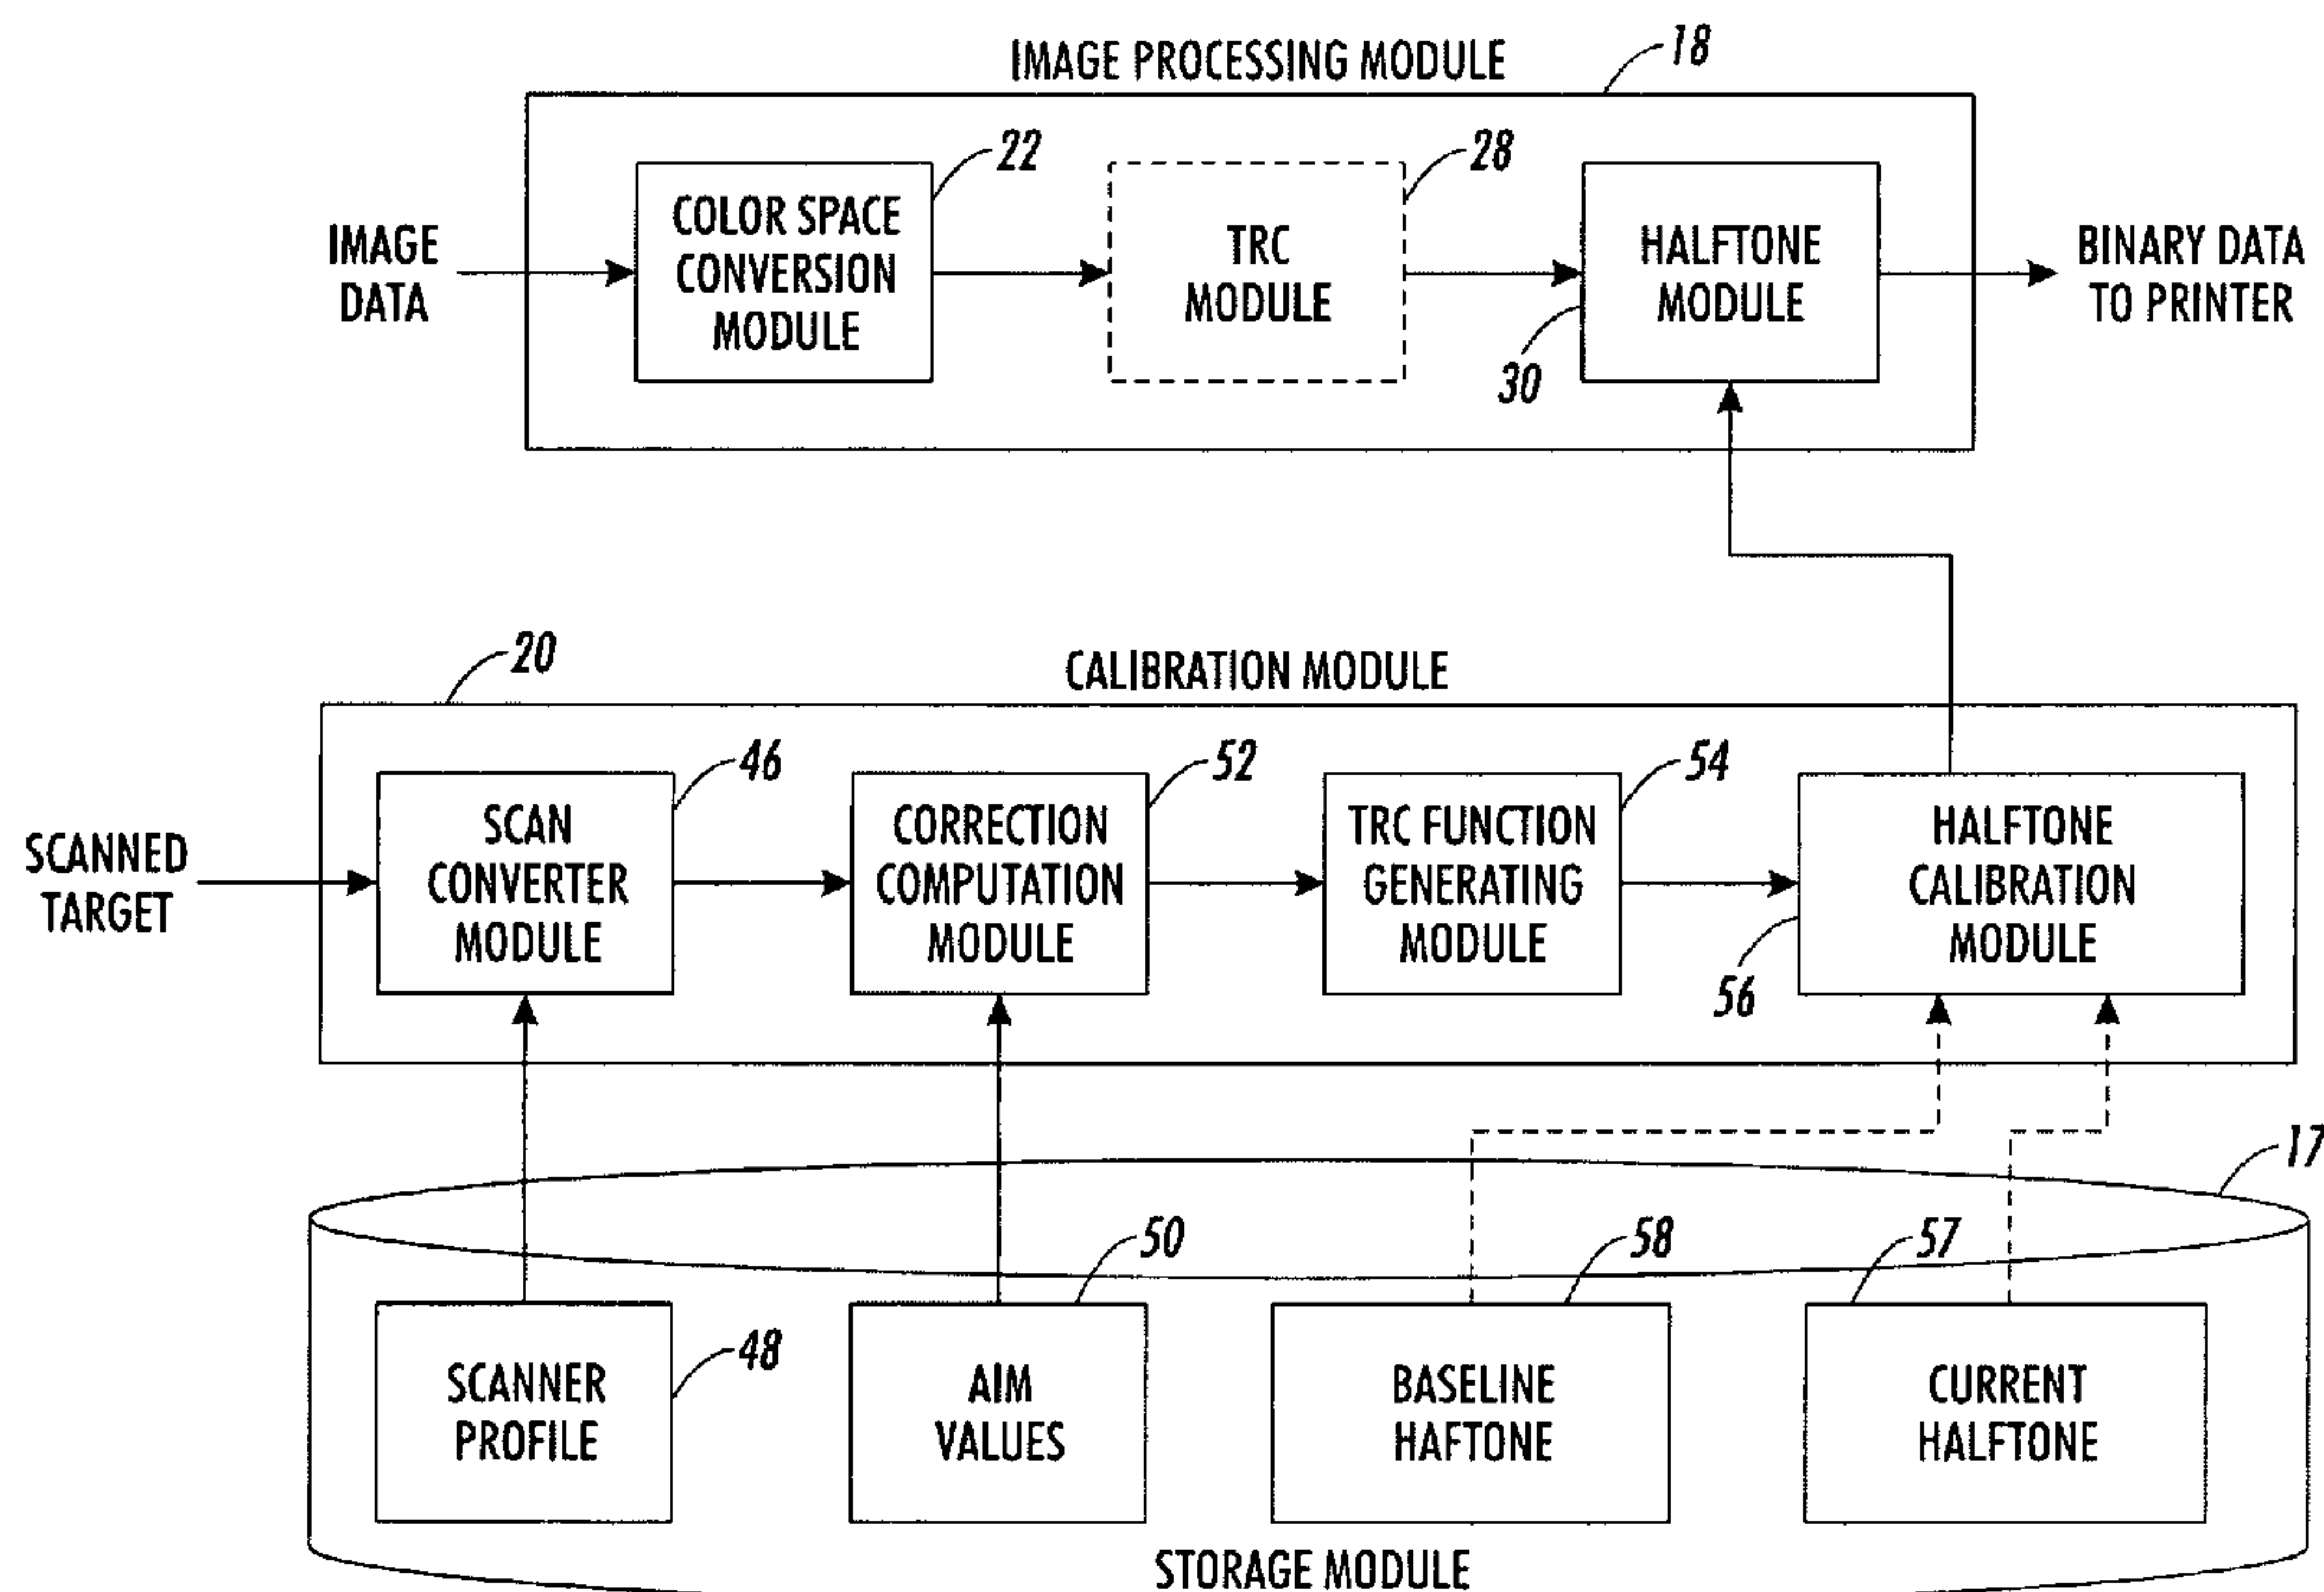 IMAGE PROCESSING MODULE
18
22
28
COLOR SPACE
CONVERSION
MODULE
TRC
MODULE
HALFTONE
MODULE
30
IMAGE
DATA
BINARY DATA
TO PRINTER
20
CALIBRATION MODULE
46
52
54
SCANNED
TARGET
SCAN
CONVERTER
MODULE
CORRECTION
COMPUTATION
MODULE
TRC FUNCTION
GENERATING
MODULE
HALFTONE
CALIBRATION
MODULE
56
17
50
58
57
SCANNER
PROFILE
48
AIM
VALUES
BASELINE
HAFTONE
CURRENT
HALFTONE
STORAGE MODULE